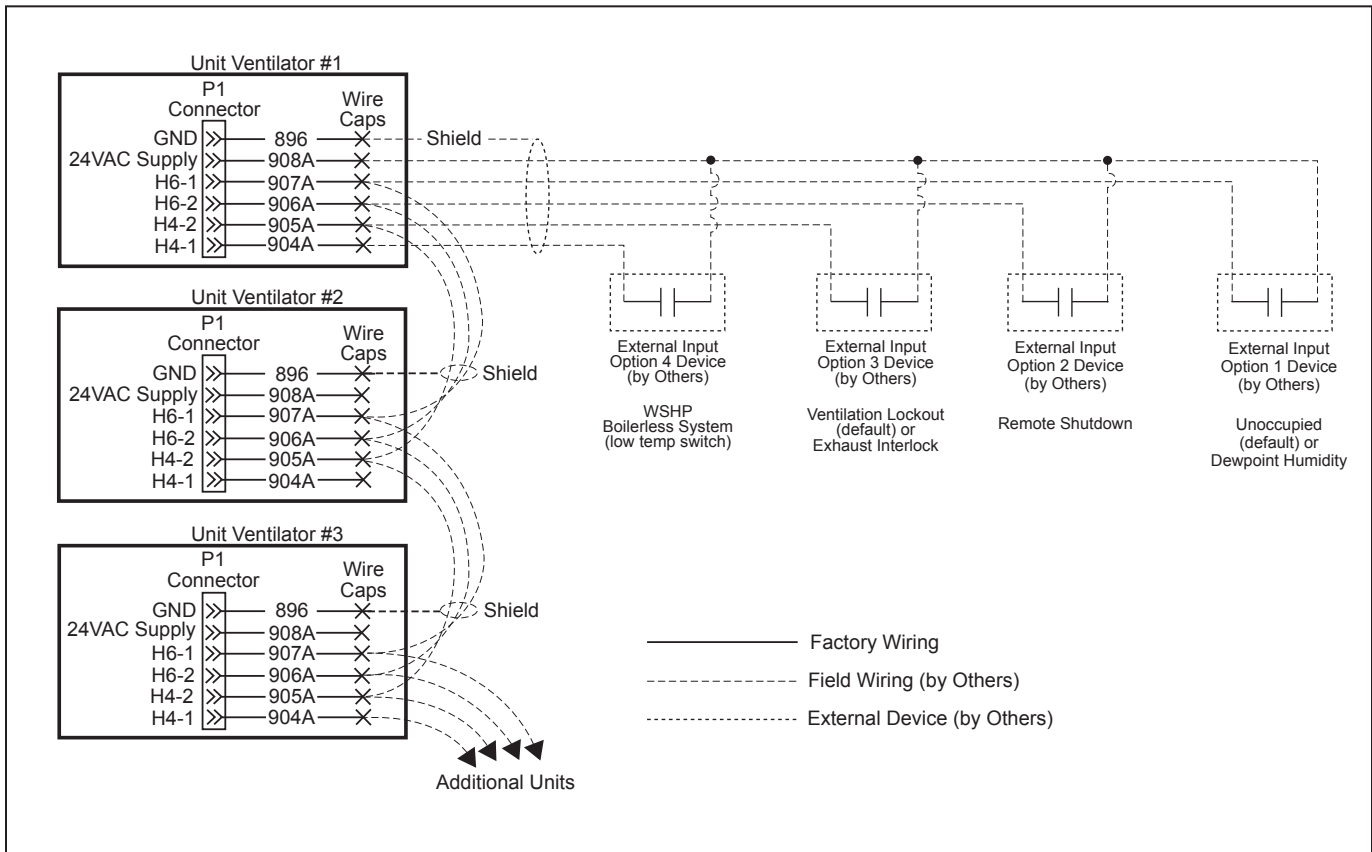 Unit Ventilator #1
P1
Connector
Wire
Caps
GND 896 Shield
24VAC Supply 908A
H6-1 907A
H6-2 906A
H4-2 905A
H4-1 904A
Unit Ventilator #2
P1
Connector
Wire
Caps
GND 896 Shield
24VAC Supply 908A
H6-1 907A
H6-2 906A
H4-2 905A
H4-1 904A
Unit Ventilator #3
P1
Connector
Wire
Caps
GND 896 Shield
24VAC Supply 908A
H6-1 907A
H6-2 906A
H4-2 905A
H4-1 904A
Additional Units
External Input
Option 4 Device
(by Others)
WSHP
Boilerless System
(low temp switch)
External Input
Option 3 Device
(by Others)
Ventilation Lockout
(default) or
Exhaust Interlock
External Input
Option 2 Device
(by Others)
Remote Shutdown
External Input
Option 1 Device
(by Others)
Unoccupied
(default) or
Dewpoint Humidity
Factory Wiring
Field Wiring (by Others)
External Device (by Others)